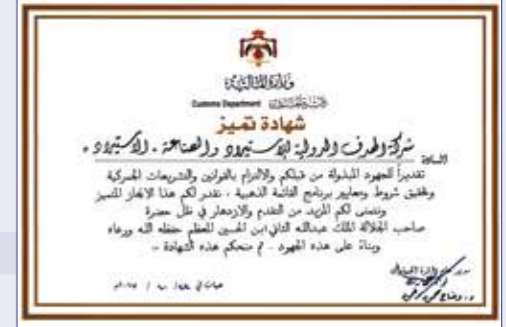 وزارة المالية
Customs Department دائرة الجمارك
شهادة تميز
السادة شركة الهدف الدولية للاستيراد والصناعة - الاستيراد
تقديراً للجهود المبذولة من قبلكم والالتزام بالقوانين والتشريعات الجمركية
وتحقيق شروط ومعايير برنامج القائمة الذهبية ، نقدر لكم هذا الانجاز المتميز
ونتمنى لكم المزيد من التقدم والازدهار في ظل حضرة
صاحب الجلالة الملك عبدالله الثاني ابن الحسين المعظم حفظه الله ورعاه
وبناءً على هذه الجهود ، تم منحكم هذه الشهادة